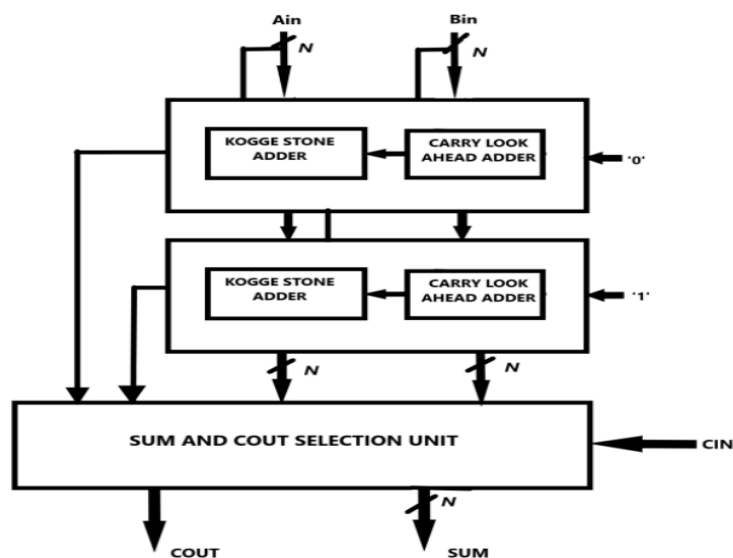 Ain
Bin
N
N
KOGGE STONE
ADDER
CARRY LOOK
AHEAD ADDER
'0'
KOGGE STONE
ADDER
CARRY LOOK
AHEAD ADDER
'1'
N
N
SUM AND COUT SELECTION UNIT
CIN
N
COUT
SUM